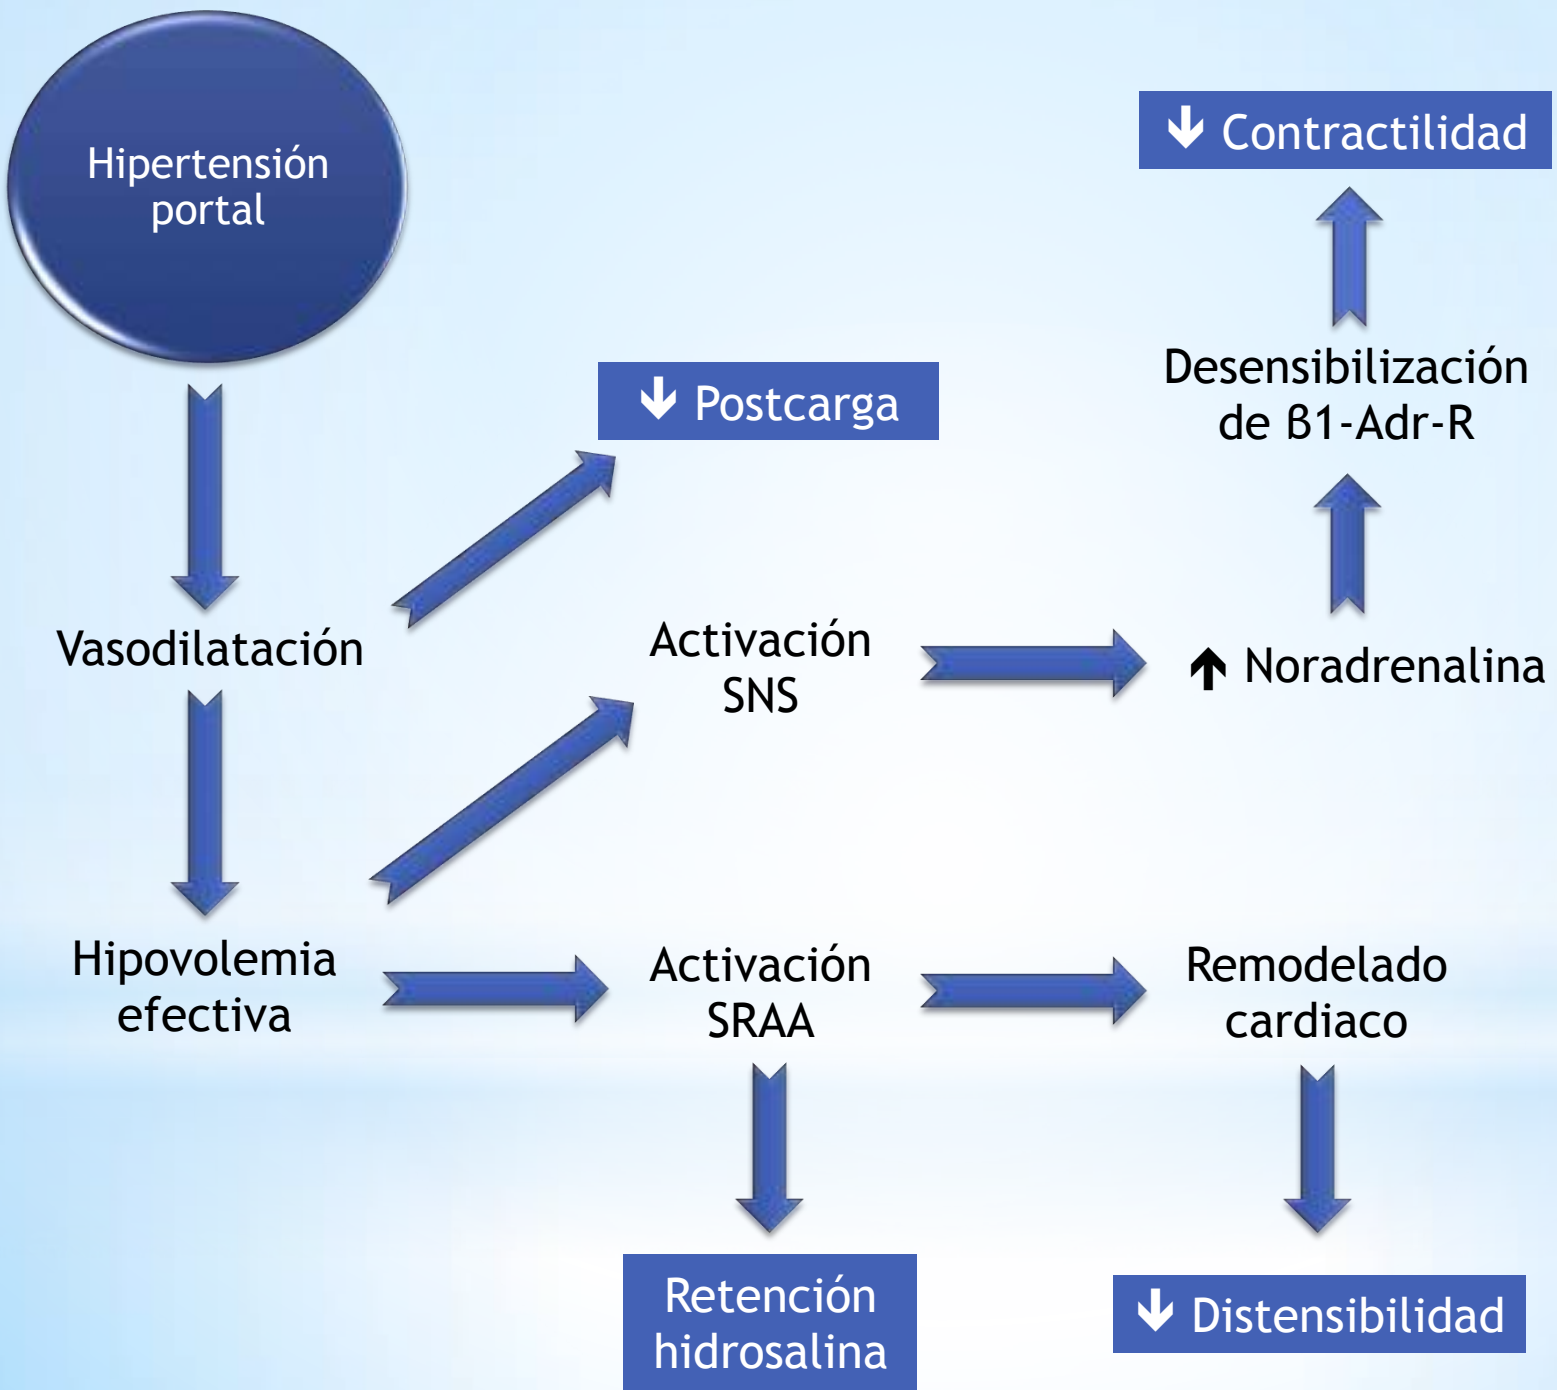 Hipertensión
portal
🡳 Contractilidad
Desensibilización
de ß1-Adr-R
🡳 Postcarga
Vasodilatación
Activación
SNS
🡱 Noradrenalina
Hipovolemia
efectiva
Activación
SRAA
Remodelado
cardiaco
Retención
hidrosalina
🡳 Distensibilidad